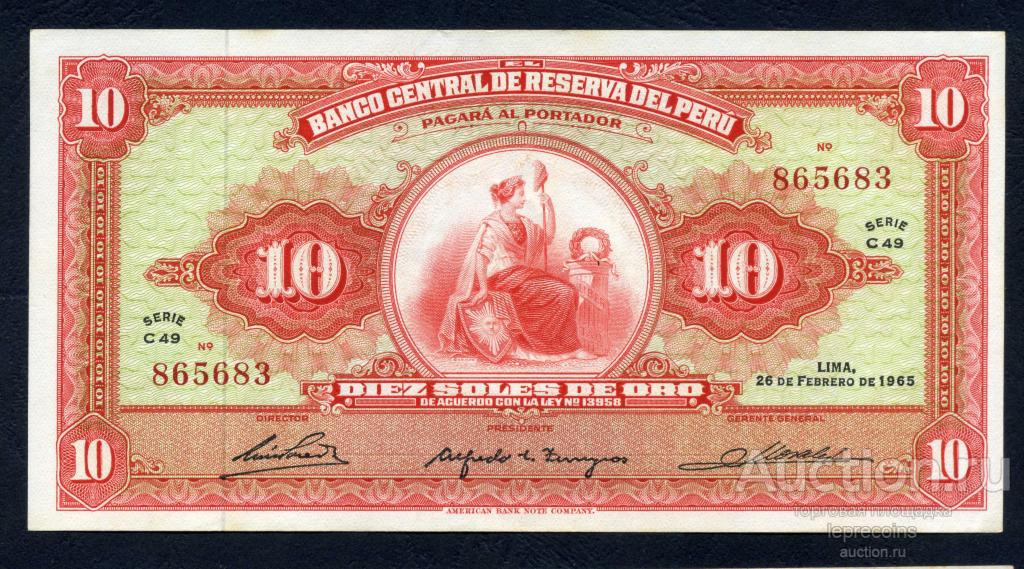 EL
BANCO CENTRAL DE RESERVA DEL PERU
PAGARÁ AL PORTADOR
10
10
Nº
865683
SERIE
C 49
10
10
SERIE
C 49
Nº
865683
LIMA,
26 DE FEBRERO DE 1965
DIEZ SOLES DE ORO
DE ACUERDO CON LA LEY Nº 13958
DIRECTOR
PRESIDENTE
GERENTE GENERAL
10
10
AMERICAN BANK NOTE COMPANY.
Auction.ru
торговая площадка
leprecoins
auction.ru